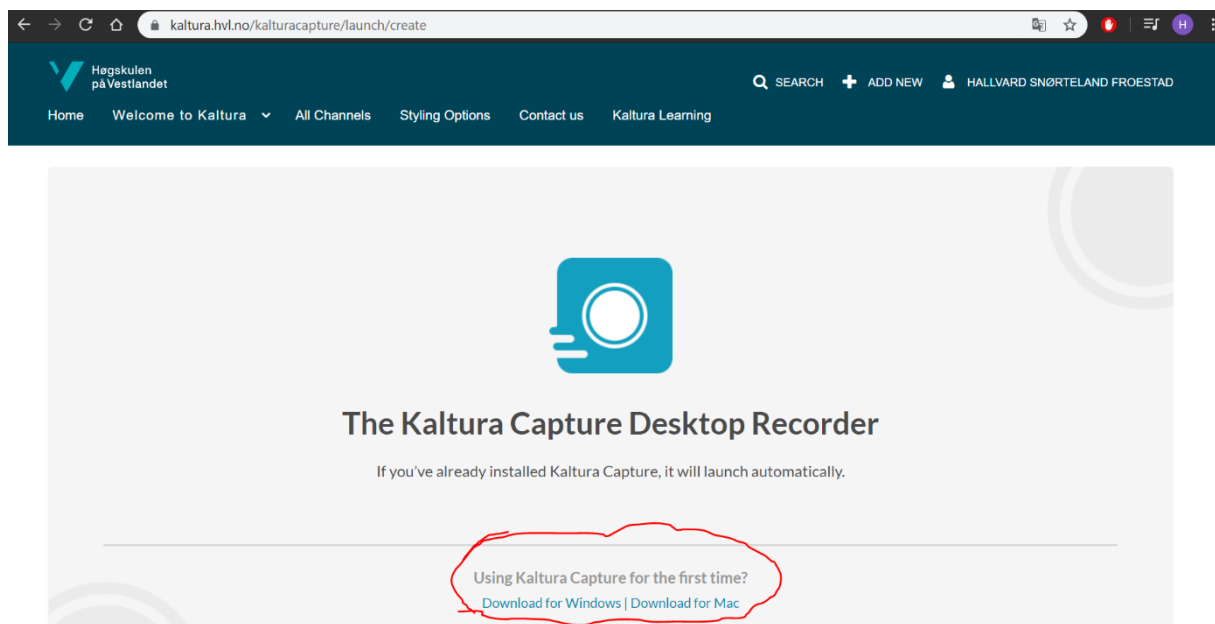 kaltura.hvl.no/kalturacapture/launch/create
H
Høgskulen
på Vestlandet
SEARCH
ADD NEW
HALLVARD SNØRTELAND FROESTAD
Home
Welcome to Kaltura
All Channels
Styling Options
Contact us
Kaltura Learning
The Kaltura Capture Desktop Recorder
If you've already installed Kaltura Capture, it will launch automatically.
Using Kaltura Capture for the first time?
Download for Windows | Download for Mac